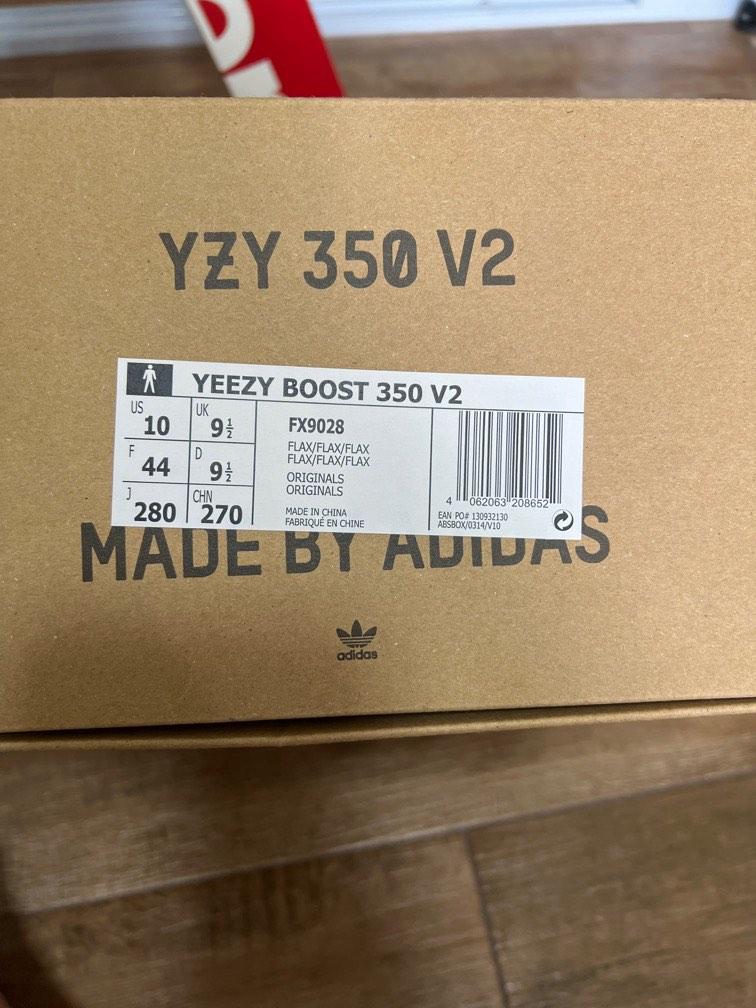 YZY 350 V2
YEEZY BOOST 350 V2
US
10
UK
9½
F
44
D
9½
J
280
CHN
270
FX9028
FLAX/FLAX/FLAX
FLAX/FLAX/FLAX
ORIGINALS
ORIGINALS
MADE IN CHINA
FABRIQUÉ EN CHINE
4 062063 208652
EAN PO# 130932130
ABSBOX/0314/V10
MADE BY ADIDAS
adidas